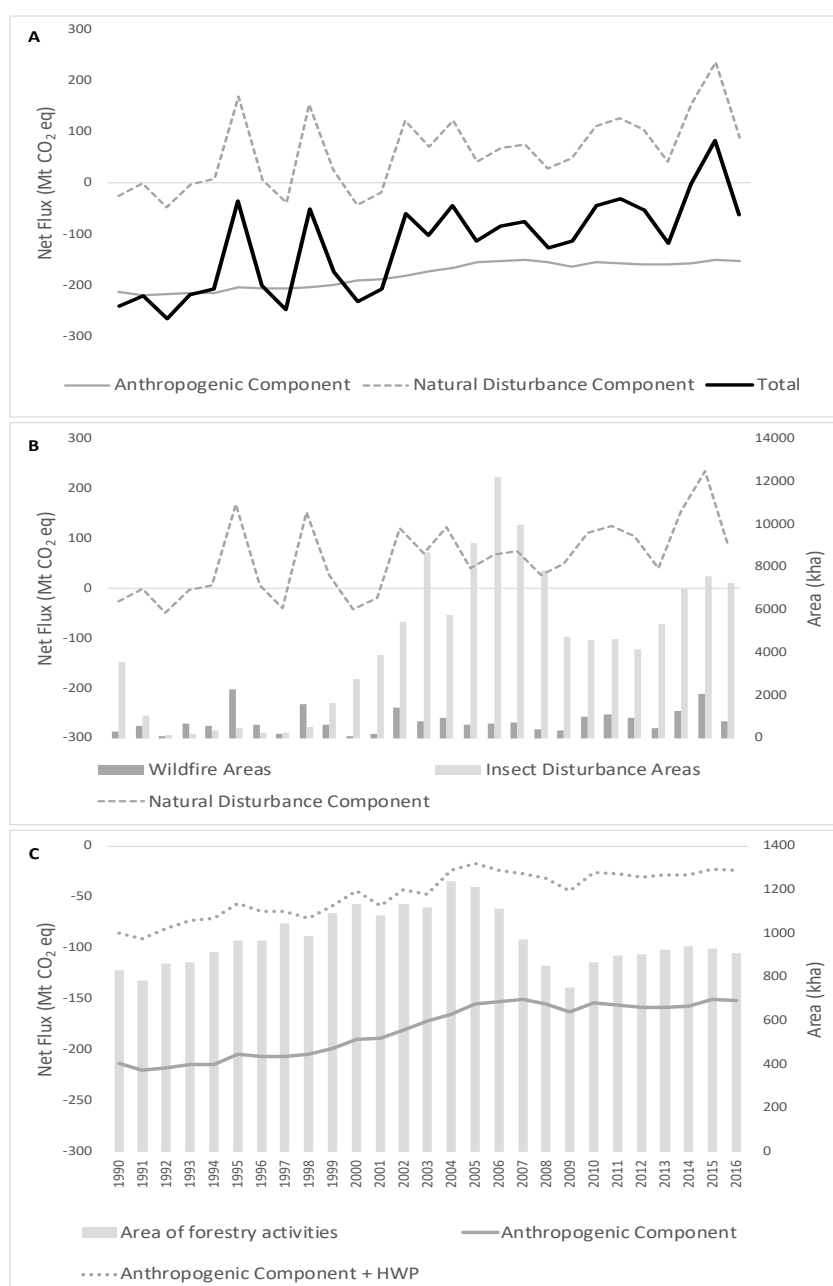 A
300
200
100
0
-100
-200
-300
Net Flux (Mt CO2 eq)
Anthropogenic Component Natural Disturbance Component Total
B
300
200
100
0
-100
-200
-300
Net Flux (Mt CO2 eq)
14000
12000
10000
8000
6000
4000
2000
0
Area (kha)
Wildfire Areas Insect Disturbance Areas
Natural Disturbance Component
C
0
-50
-100
-150
-200
-250
-300
Net Flux (Mt CO2 eq)
1400
1200
1000
800
600
400
200
0
Area (kha)
1990 1991 1992 1993 1994 1995 1996 1997 1998 1999 2000 2001 2002 2003 2004 2005 2006 2007 2008 2009 2010 2011 2012 2013 2014 2015 2016
Area of forestry activities Anthropogenic Component
Anthropogenic Component + HWP